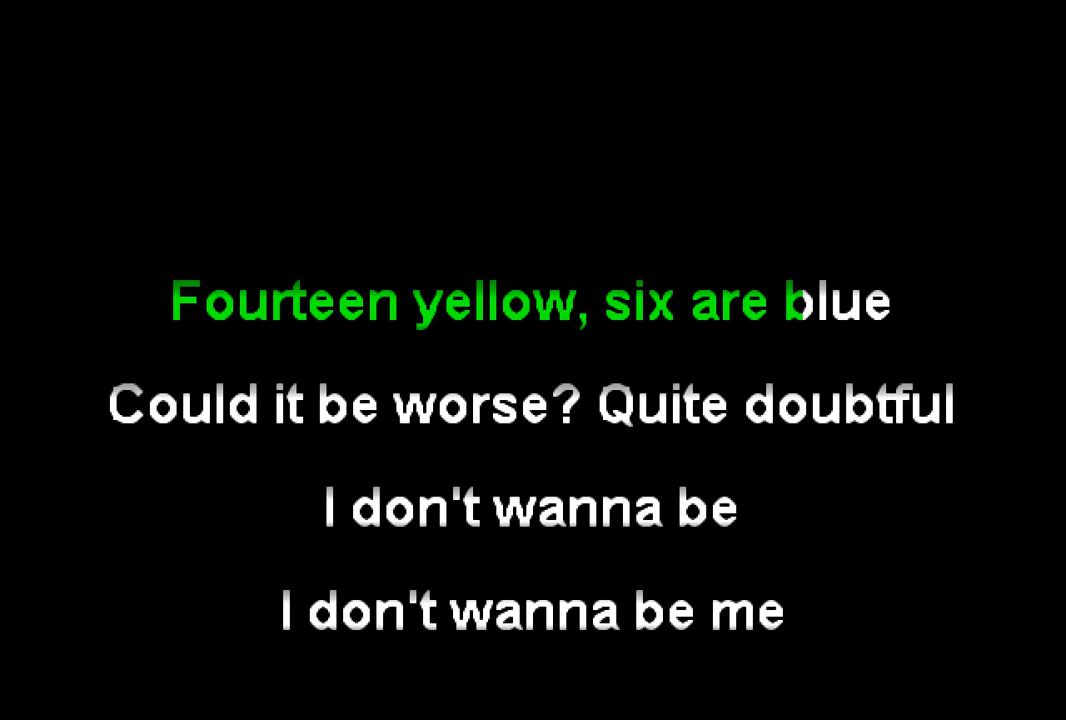 Fourteen yellow, six are blue
Could it be worse? Quite doubtful
I don't wanna be
I don't wanna be me